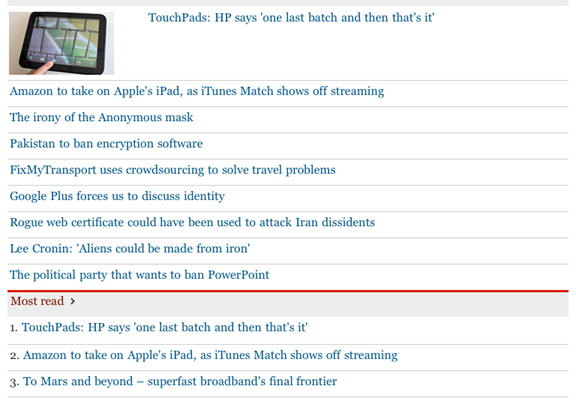 TouchPads: HP says 'one last batch and then that's it'
Amazon to take on Apple's iPad, as iTunes Match shows off streaming
The irony of the Anonymous mask
Pakistan to ban encryption software
FixMyTransport uses crowdsourcing to solve travel problems
Google Plus forces us to discuss identity
Rogue web certificate could have been used to attack Iran dissidents
Lee Cronin: 'Aliens could be made from iron'
The political party that wants to ban PowerPoint
Most read >
1. TouchPads: HP says 'one last batch and then that's it'
2. Amazon to take on Apple's iPad, as iTunes Match shows off streaming
3. To Mars and beyond – superfast broadband's final frontier